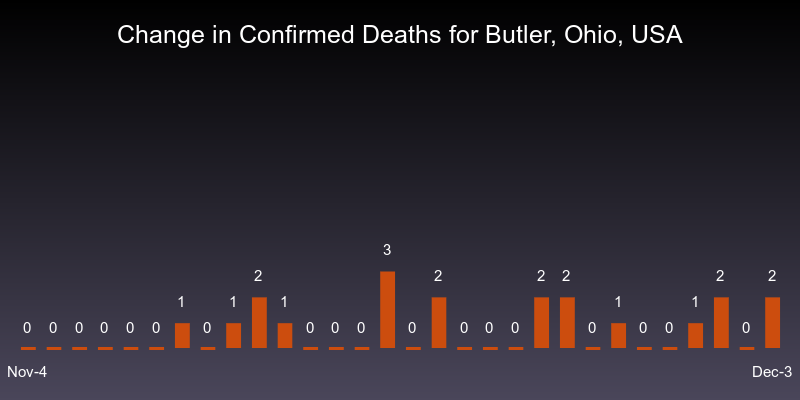 Change in Confirmed Deaths for Butler, Ohio, USA
3
2 2 2 2 2 2
1 1 1 1 1
0 0 0 0 0 0 0 0 0 0 0 0 0 0 0 0 0 0
Nov-4 Dec-3